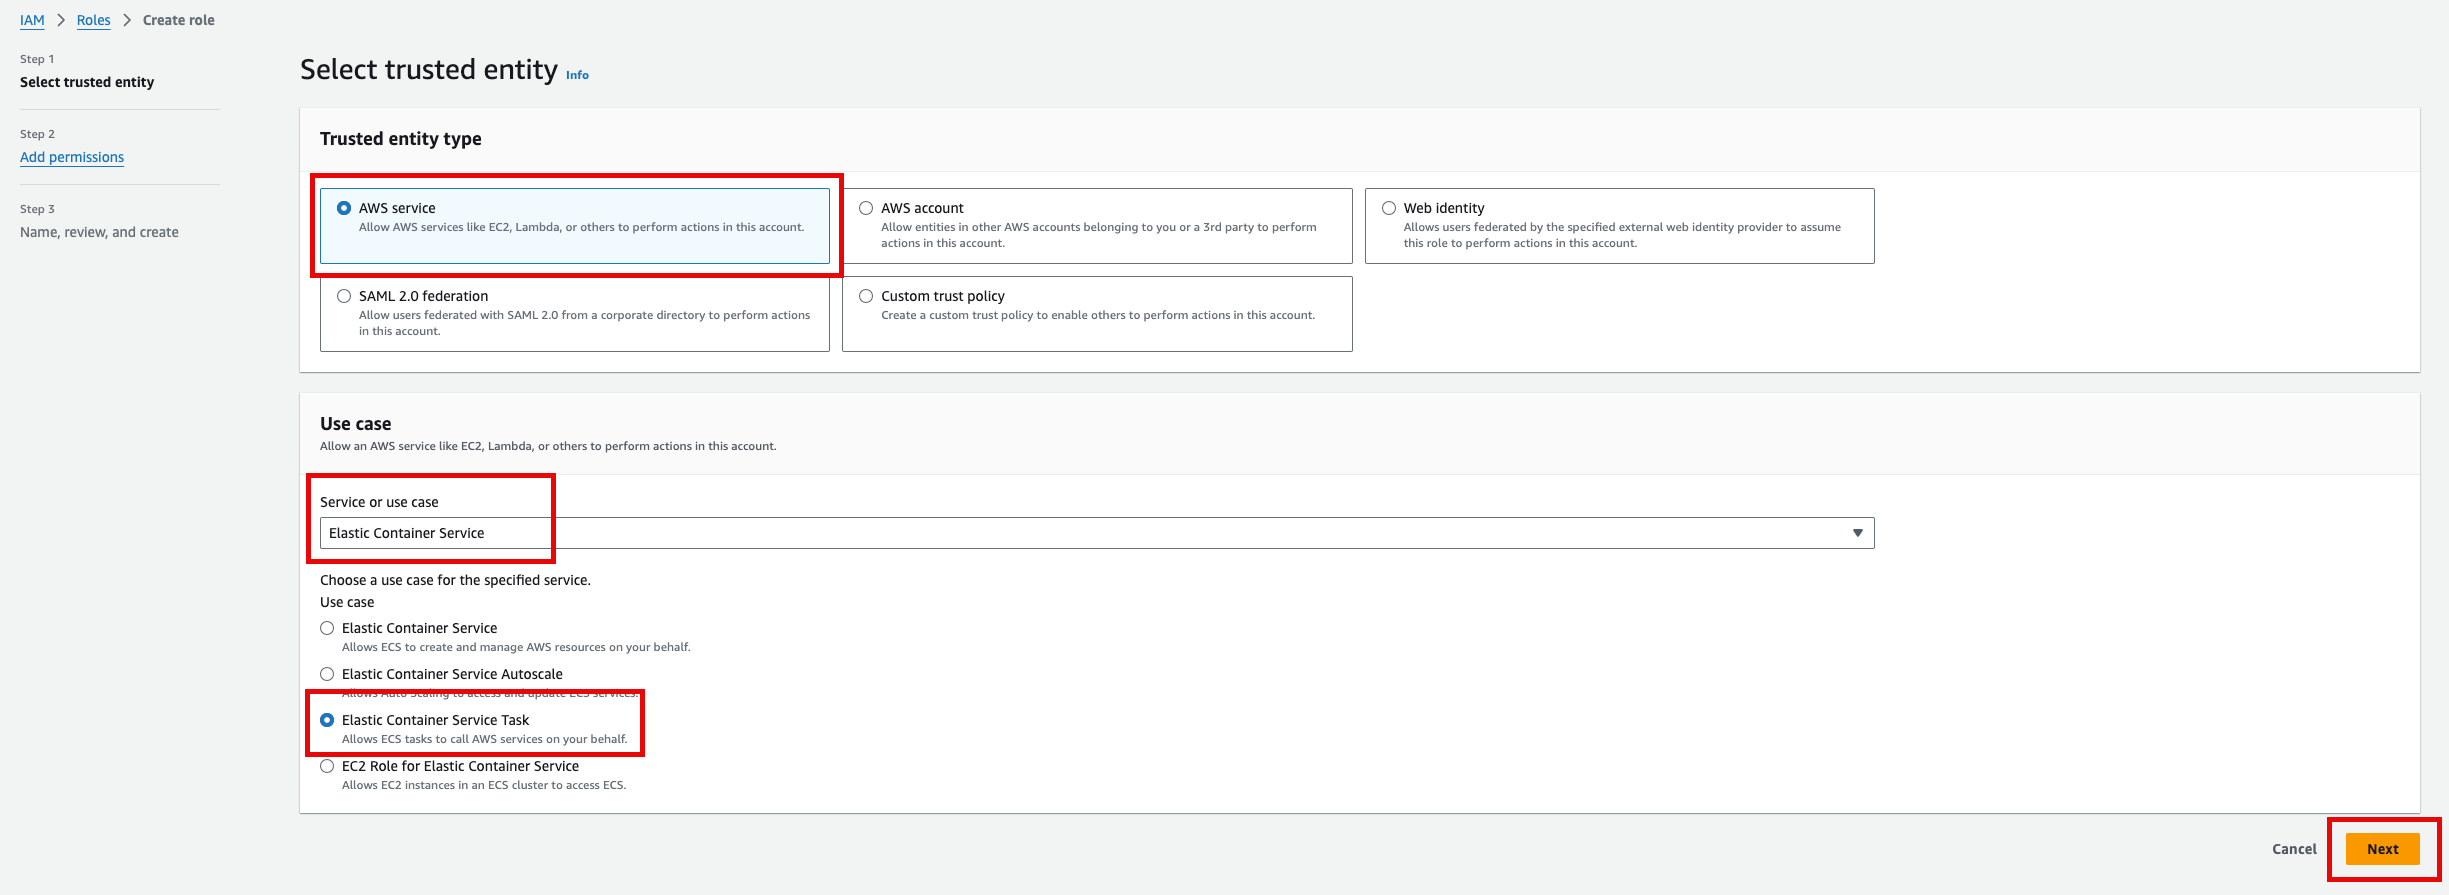 IAM > Roles > Create role
Step 1
Select trusted entity
Step 2
Add permissions
Step 3
Name, review, and create
Select trusted entity Info
Trusted entity type
AWS service
Allow AWS services like EC2, Lambda, or others to perform actions in this account.
AWS account
Allow entities in other AWS accounts belonging to you or a 3rd party to perform
actions in this account.
Web identity
Allows users federated by the specified external web identity provider to assume
this role to perform actions in this account.
SAML 2.0 federation
Allow users federated with SAML 2.0 from a corporate directory to perform actions
in this account.
Custom trust policy
Create a custom trust policy to enable others to perform actions in this account.
Use case
Allow an AWS service like EC2, Lambda, or others to perform actions in this account.
Service or use case
Elastic Container Service
Choose a use case for the specified service.
Use case
Elastic Container Service
Allows ECS to create and manage AWS resources on your behalf.
Elastic Container Service Autoscale
Allows Auto Scaling to access and update ECS services.
Elastic Container Service Task
Allows ECS tasks to call AWS services on your behalf.
EC2 Role for Elastic Container Service
Allows EC2 instances in an ECS cluster to access ECS.
Cancel
Next